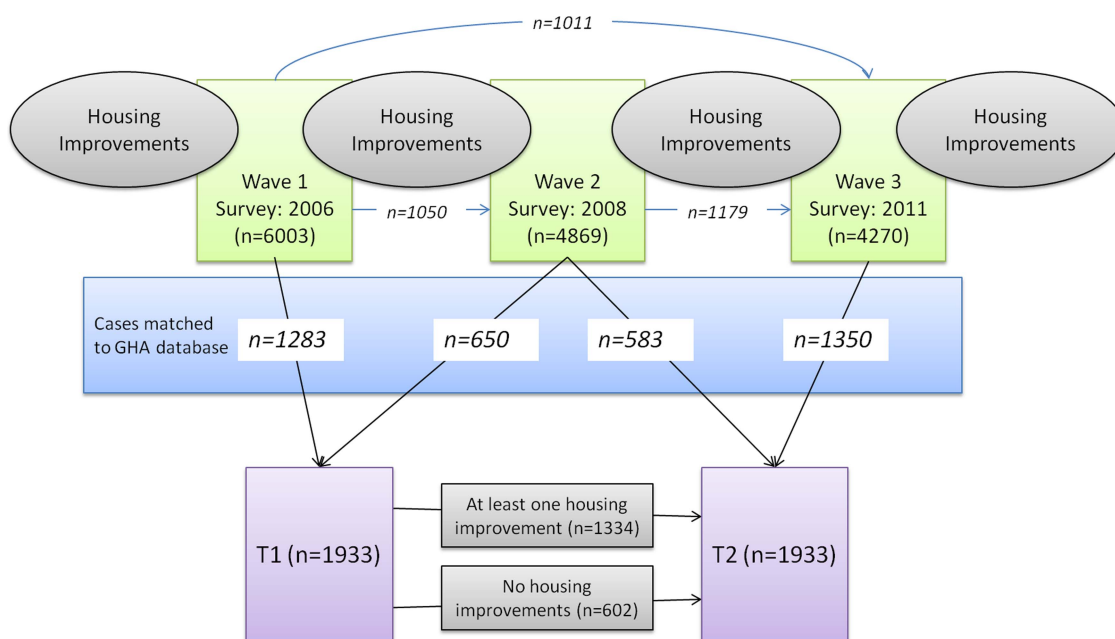 n=1011
Housing
Improvements
Housing
Improvements
Housing
Improvements
Housing
Improvements
Wave 1
Survey: 2006
(n=6003)
n=1050
Wave 2
Survey: 2008
(n=4869)
n=1179
Wave 3
Survey: 2011
(n=4270)
Cases matched
to GHA database
n=1283
n=650
n=583
n=1350
T1 (n=1933)
At least one housing
improvement (n=1334)
No housing
improvements (n=602)
T2 (n=1933)